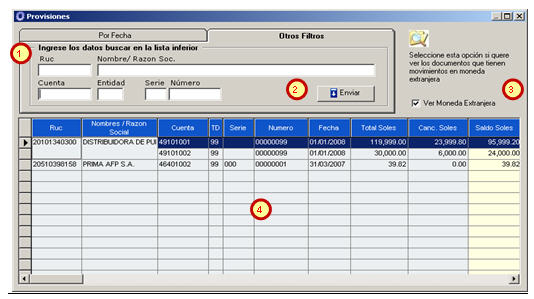 Provisiones
Por Fecha
Otros Filtros
Ingrese los datos buscar en la lista inferior
1
Ruc
Nombre/ Razon Soc.
Cuenta
Entidad
Serie
Número
2
Enviar
Seleccione esta opción si quere
ver los documentos que tienen
movimientos en moneda
extranjera
3
Ver Moneda Extranjera
Ruc
Nombres / Razon
Social
Cuenta
TD
Serie
Numero
Fecha
Total Soles
Canc. Soles
Saldo Soles
20101340300 DISTRIBUIDORA DE PUI 49101001 99 00000099 01/01/2008 119,999.00 23,999.80 95,999.20
49101002 99 00000099 01/01/2008 30,000.00 6,000.00 24,000.00
20510398158 PRIMA AFP S.A. 46401002 99 000 00000001 31/03/2007 39.82 0.00 39.82
4